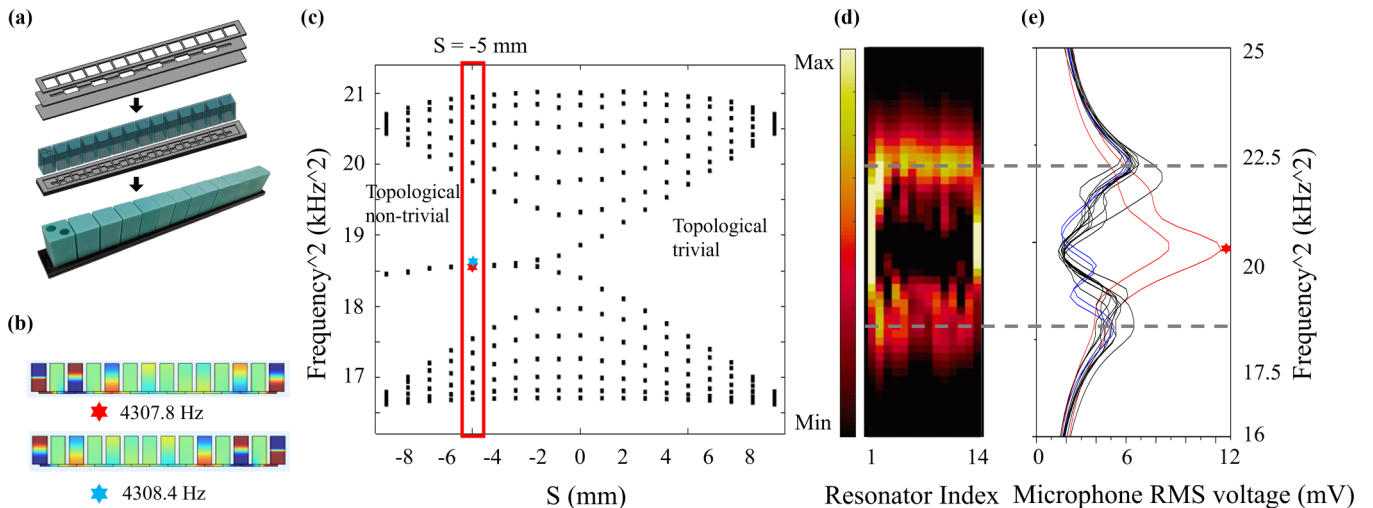 (a)
(b)
4307.8 Hz
4308.4 Hz
(c)
S = -5 mm
Frequency^2 (kHz^2)
21
20
19
18
17
Topological
non-trivial
Topological
trivial
-8
-6
-4
-2
0
2
4
6
8
S (mm)
(d)
Max
Min
1
14
Resonator Index
(e)
25
22.5
20
17.5
16
Frequency^2 (kHz^2)
0
6
12
Microphone RMS voltage (mV)